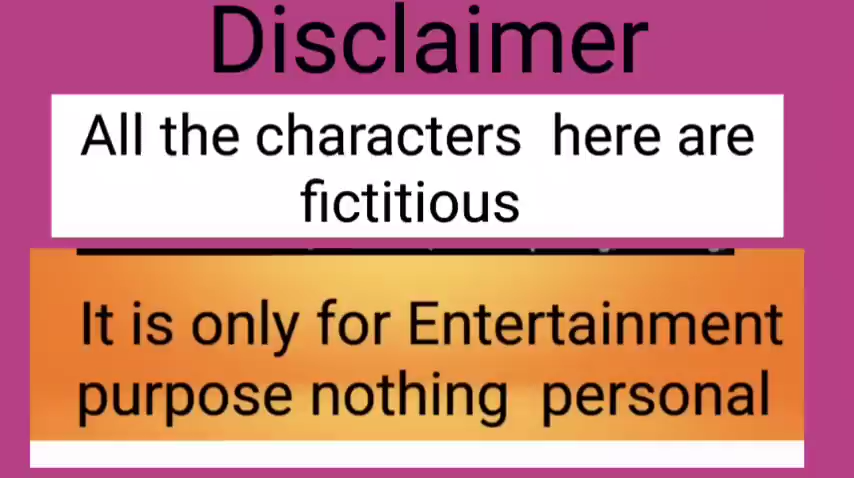 Disclaimer
All the characters here are
fictitious
It is only for Entertainment
purpose nothing personal